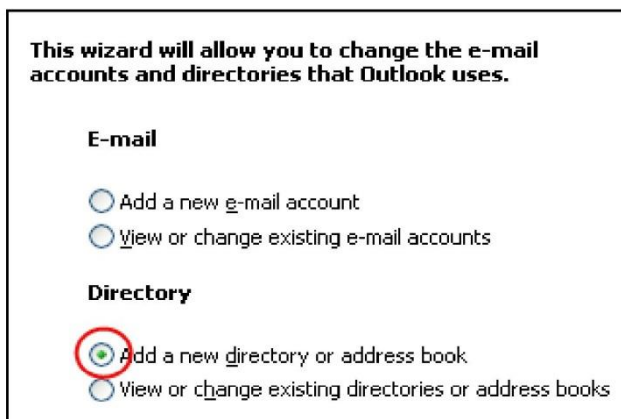 This wizard will allow you to change the e-mail
accounts and directories that Outlook uses.
E-mail
Add a new e-mail account
View or change existing e-mail accounts
Directory
Add a new directory or address book
View or change existing directories or address books